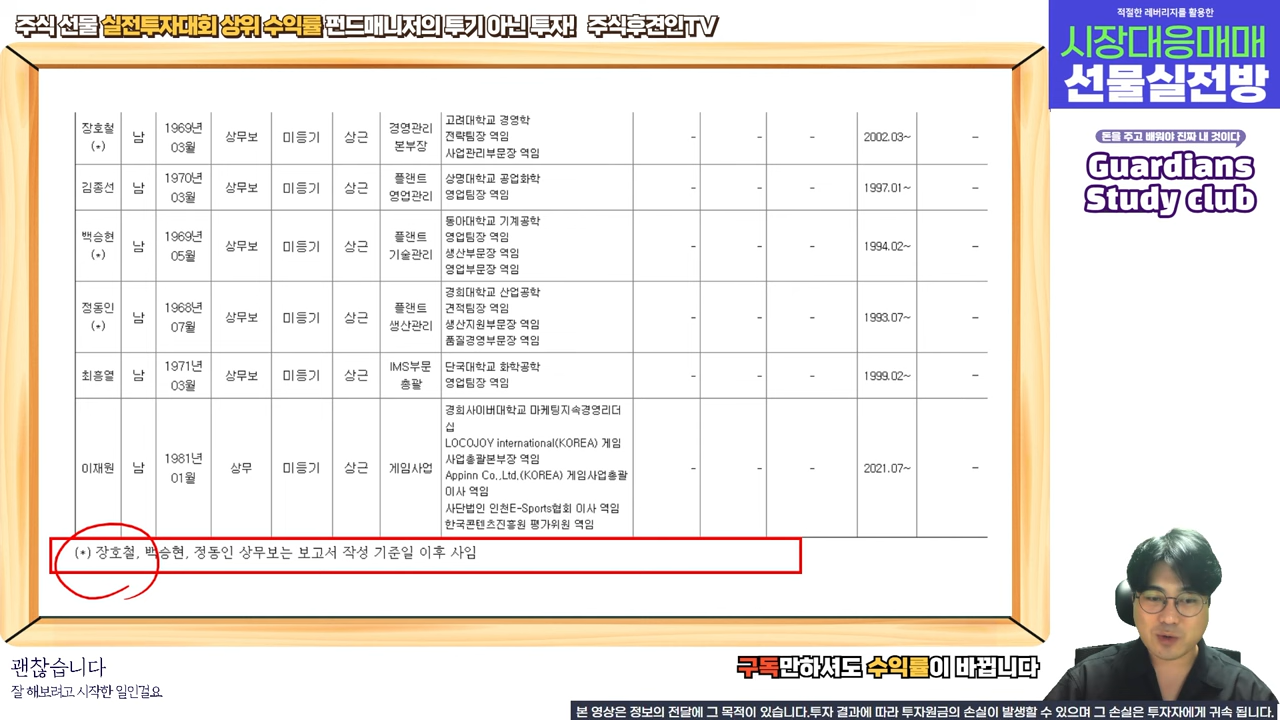 주식 선물 실전투자대회 상위 수익률 펀드매니저의 투기 아닌 투자! 주식후견인TV
적절한 레버리지를 활용한
시장대응매매
선물실전방
돈을 주고 배워야 진짜 내 것이다
Guardians
Study club
장호철 (*) 남 1969년 03월 상무보 미등기 상근 경영관리 본부장
고려대학교 경영학
전략팀장 역임
사업관리부문장 역임
- - - 2002.03~ -
김종선 남 1970년 03월 상무보 미등기 상근 플랜트 영업관리
상명대학교 공업화학
영업팀장 역임
- - - 1997.01~ -
백승현 (*) 남 1969년 05월 상무보 미등기 상근 플랜트 기술관리
동아대학교 기계공학
영업팀장 역임
생산부문장 역임
영업부문장 역임
- - - 1994.02~ -
정동인 (*) 남 1968년 07월 상무보 미등기 상근 플랜트 생산관리
경희대학교 산업공학
견적팀장 역임
생산지원부문장 역임
품질경영부문장 역임
- - - 1993.07~ -
최흥열 남 1971년 03월 상무보 미등기 상근 IMS부문 총괄
단국대학교 화학공학
영업팀장 역임
- - - 1999.02~ -
이재원 남 1981년 01월 상무 미등기 상근 게임사업
경희사이버대학교 마케팅지속경영리더
십
LOCOJOY international(KOREA) 게임
사업총괄본부장 역임
Appinn Co.,Ltd.(KOREA) 게임사업총괄
이사 역임
사단법인 인천E-Sports협회 이사 역임
한국콘텐츠진흥원 평가위원 역임
- - - 2021.07~ -
(*) 장호철, 백승현, 정동인 상무보는 보고서 작성 기준일 이후 사임
괜찮습니다
잘 해보려고 시작한 일인걸요
구독만하셔도 수익률이 바뀝니다
본 영상은 정보의 전달에 그 목적이 있습니다.투자 결과에 따라 투자원금의 손실이 발생할 수 있으며 그 손실은 투자자에게 귀속 됩니다.